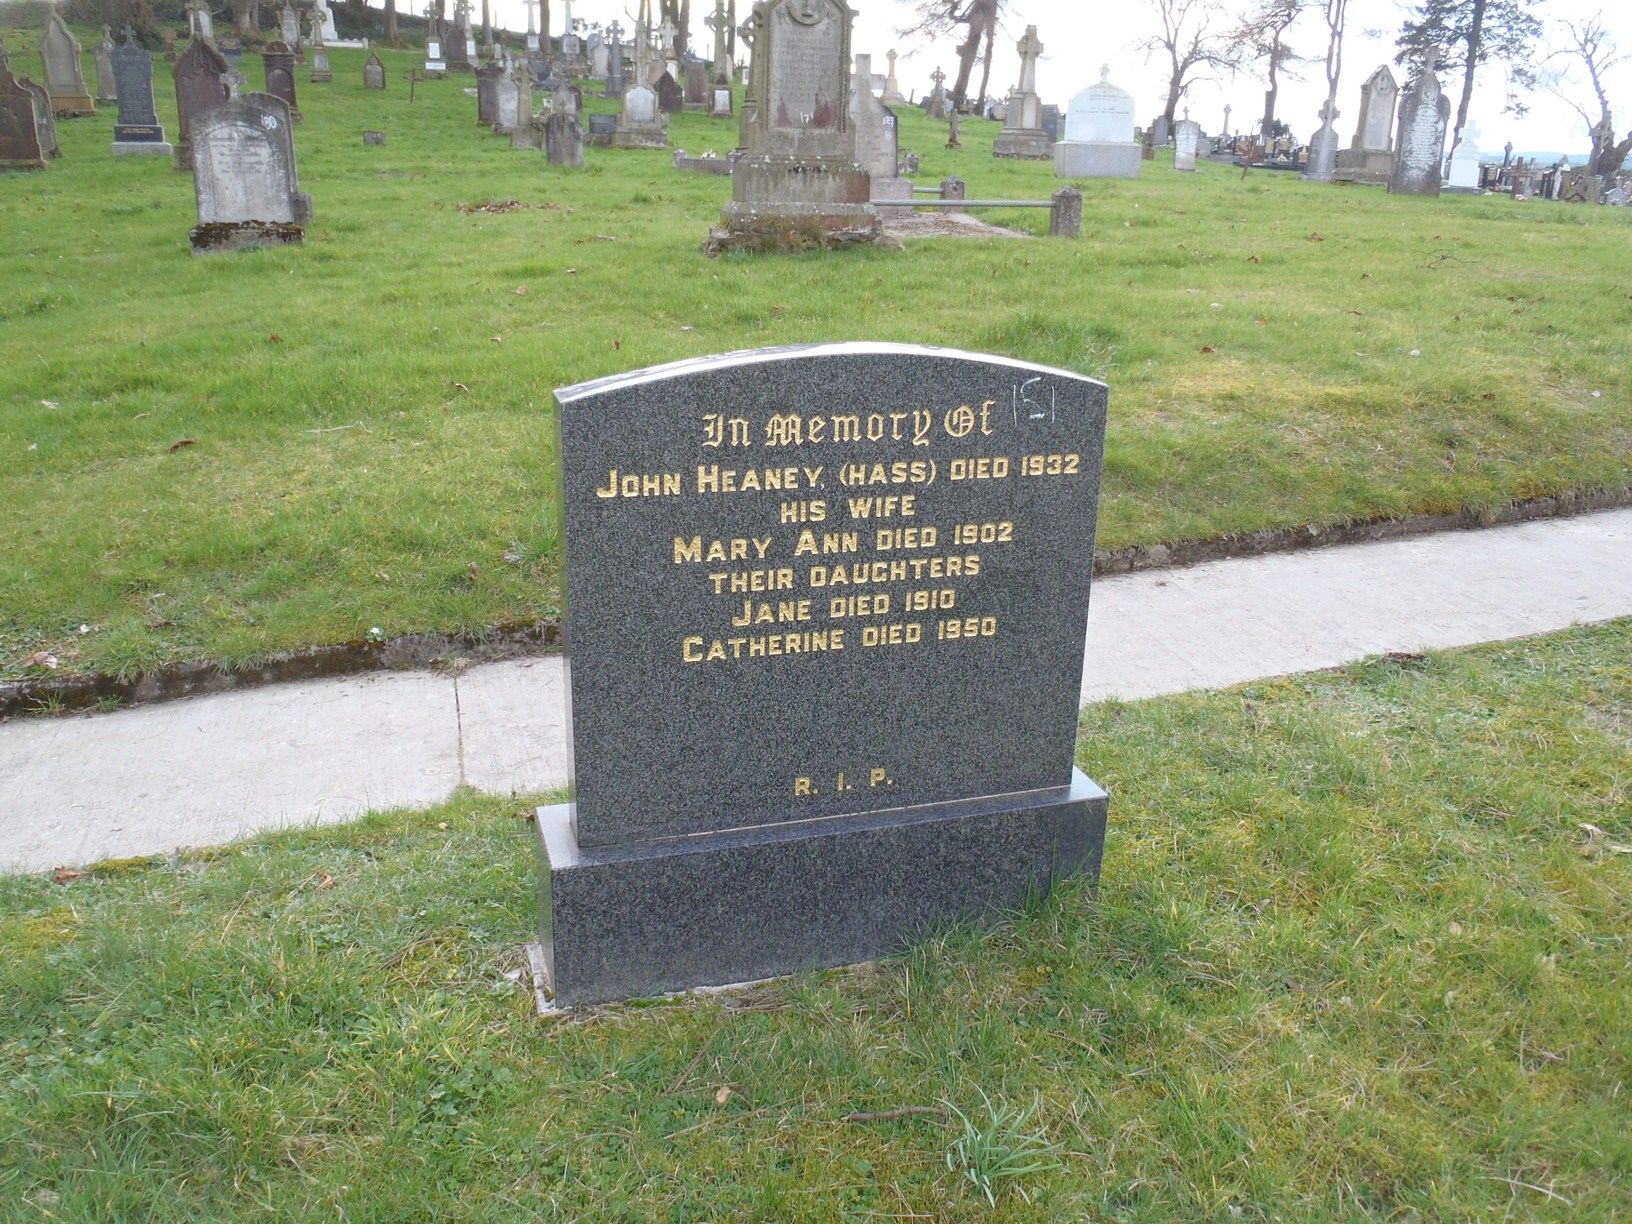 In Memory Of 151
JOHN HEANEY, (HASS) DIED 1932
HIS WIFE
MARY ANN DIED 1902
THEIR DAUGHTERS
JANE DIED 1910
CATHERINE DIED 1950
R. I. P.